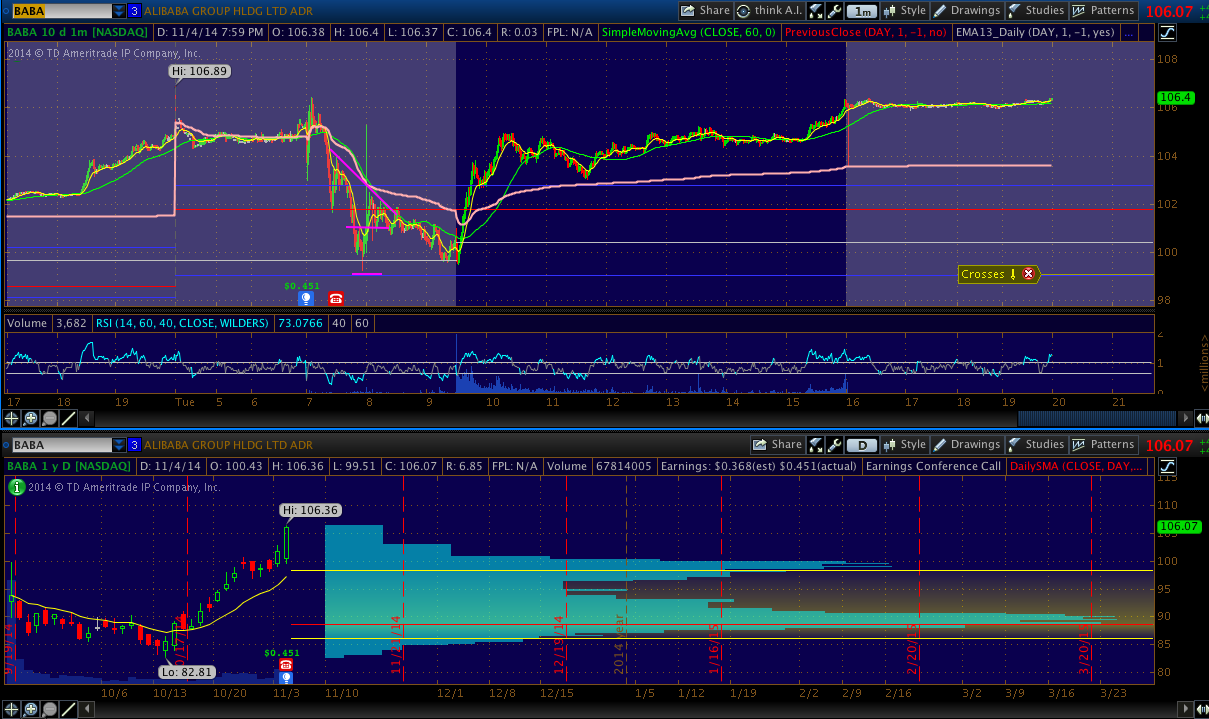 BABA 3 ALIBABA GROUP HLDG LTD ADR Share think A.I. 1m Style Drawings Studies Patterns 106.07
BABA 10 d 1m [NASDAQ] D: 11/4/14 7:59 PM O: 106.38 H: 106.4 L: 106.37 C: 106.4 R: 0.03 FPL: N/A SimpleMovingAvg (CLOSE, 60, 0) PreviousClose (DAY, 1, -1, no) EMA13_Daily (DAY, 1, -1, yes) ...
2014 © TD Ameritrade IP Company, Inc.
108
Hi: 106.89
106.4
106
104
102
100
Crosses
$0.451
98
Volume 3,682 RSI (14, 60, 40, CLOSE, WILDERS) 73.0766 40 60
2
1
0
<millions>
17 18 19 Tue 5 6 7 8 9 10 11 12 13 14 15 16 17 18 19 20 21
BABA 3 ALIBABA GROUP HLDG LTD ADR Share D Style Drawings Studies Patterns 106.07
BABA 1 y D [NASDAQ] D: 11/4/14 O: 100.43 H: 106.36 L: 99.51 C: 106.07 R: 6.85 FPL: N/A Volume 67814005 Earnings: $0.368(est) $0.451(actual) Earnings Conference Call DailySMA (CLOSE, DAY,...
2014 © TD Ameritrade IP Company, Inc.
115
110
Hi: 106.36
106.07
105
100
95
90
85
80
9/19/14
11/21/14
12/19/14
2014 year
1/16/15
$0.451
Lo: 82.81
10/6 10/13 10/20 11/3 11/10 12/1 12/8 12/15 1/5 1/12 1/19 2/2 2/9 2/16 3/2 3/9 3/16 3/23